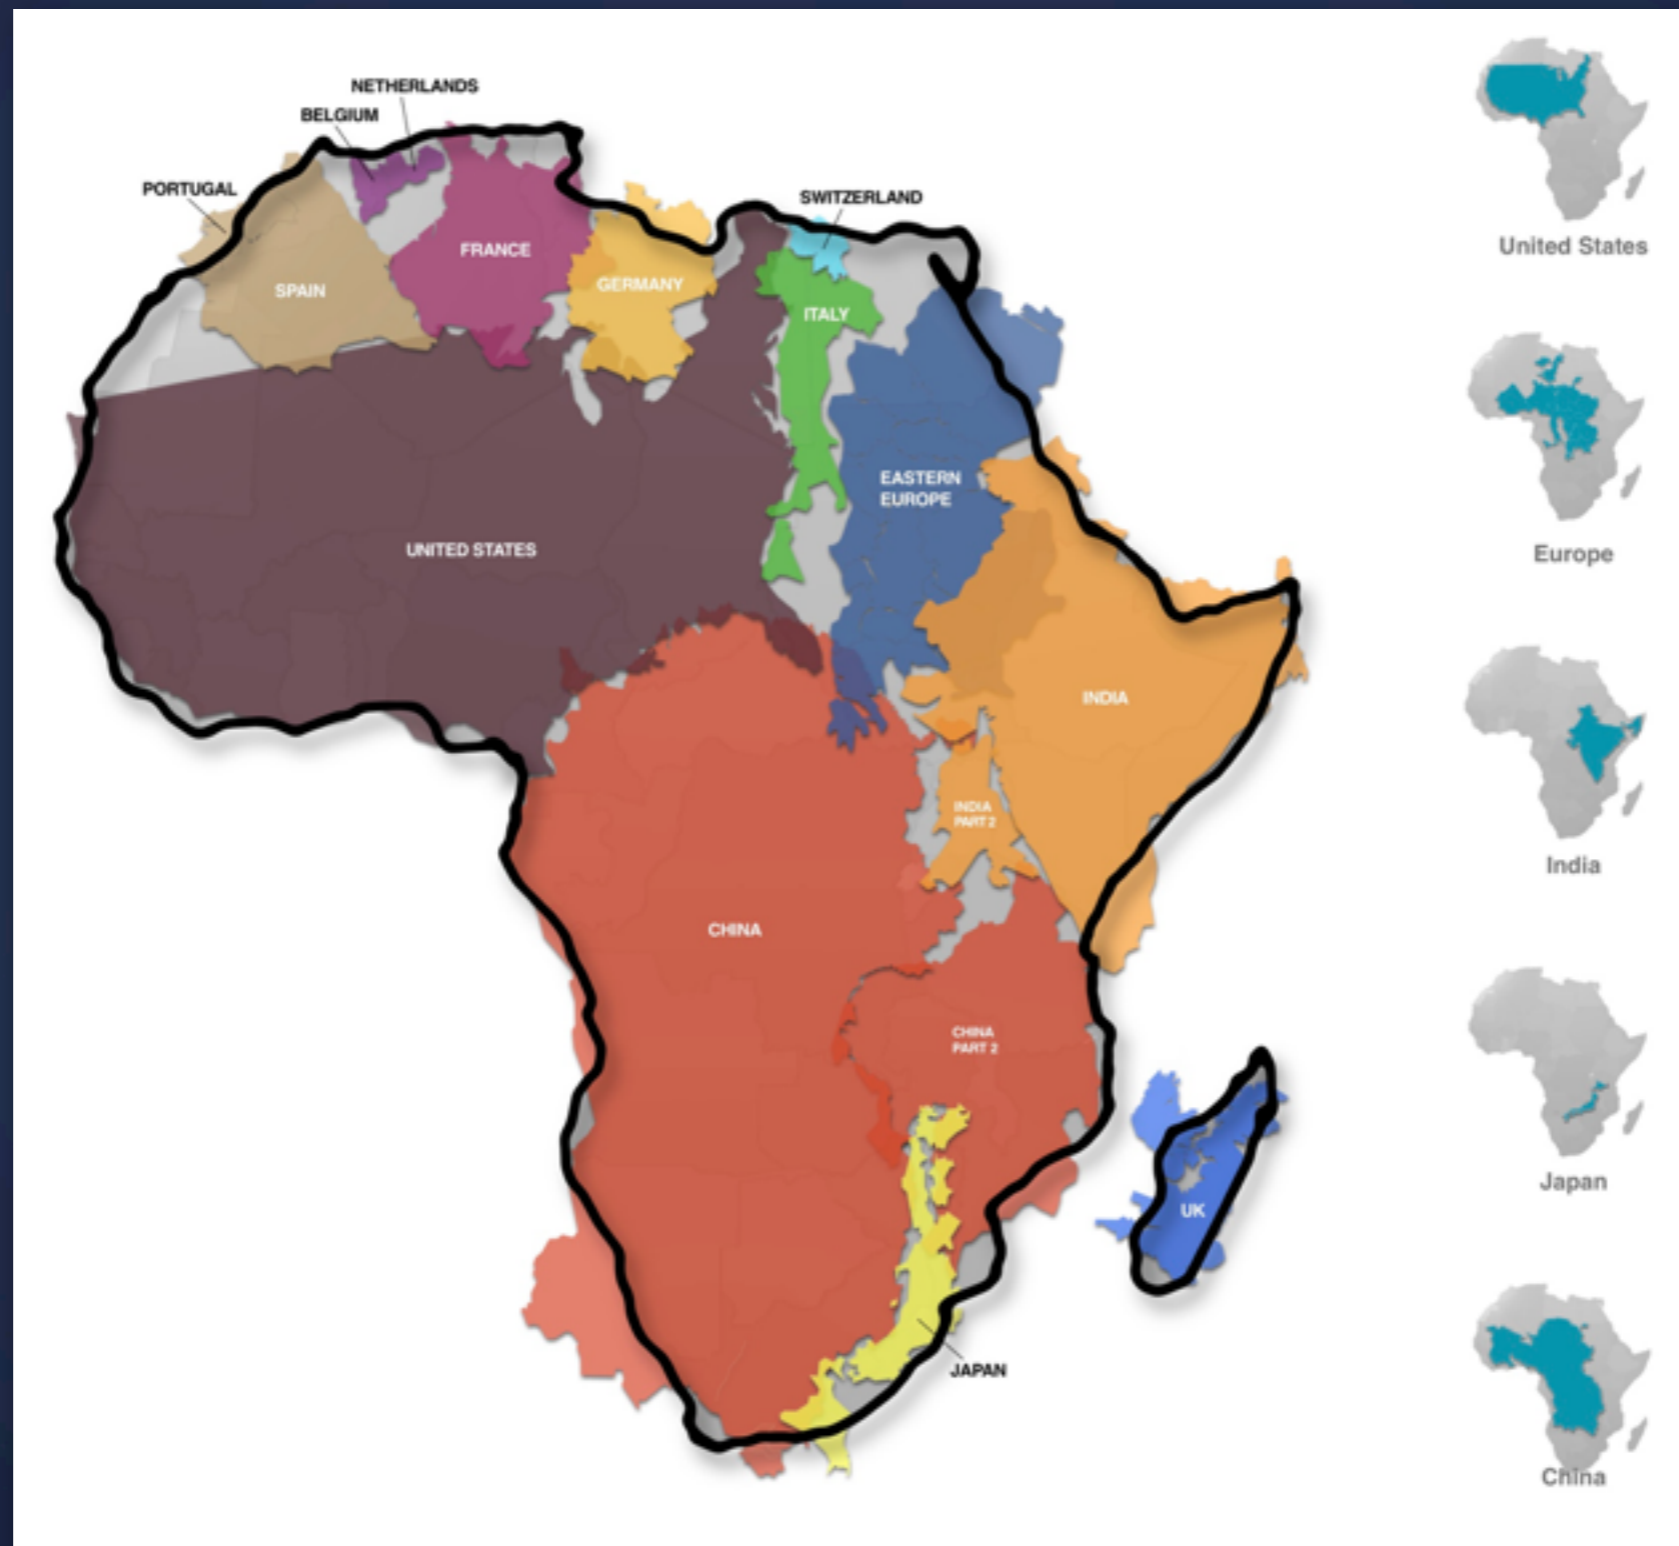 NETHERLANDS
BELGIUM
PORTUGAL
SWITZERLAND
FRANCE
SPAIN
GERMANY
ITALY
EASTERN
EUROPE
UNITED STATES
INDIA
INDIA
PART 2
CHINA
CHINA
PART 2
UK
JAPAN
United States
Europe
India
Japan
China